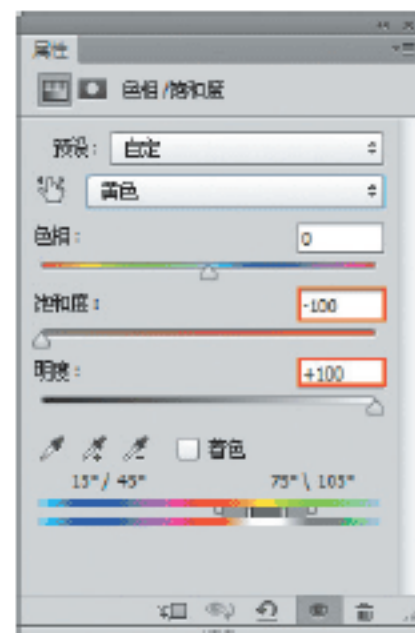 属性
色相/饱和度
预设： 自定
黄色
色相： 0
饱和度： -100
明度： +100
着色
15°/ 45° 75°\ 105°